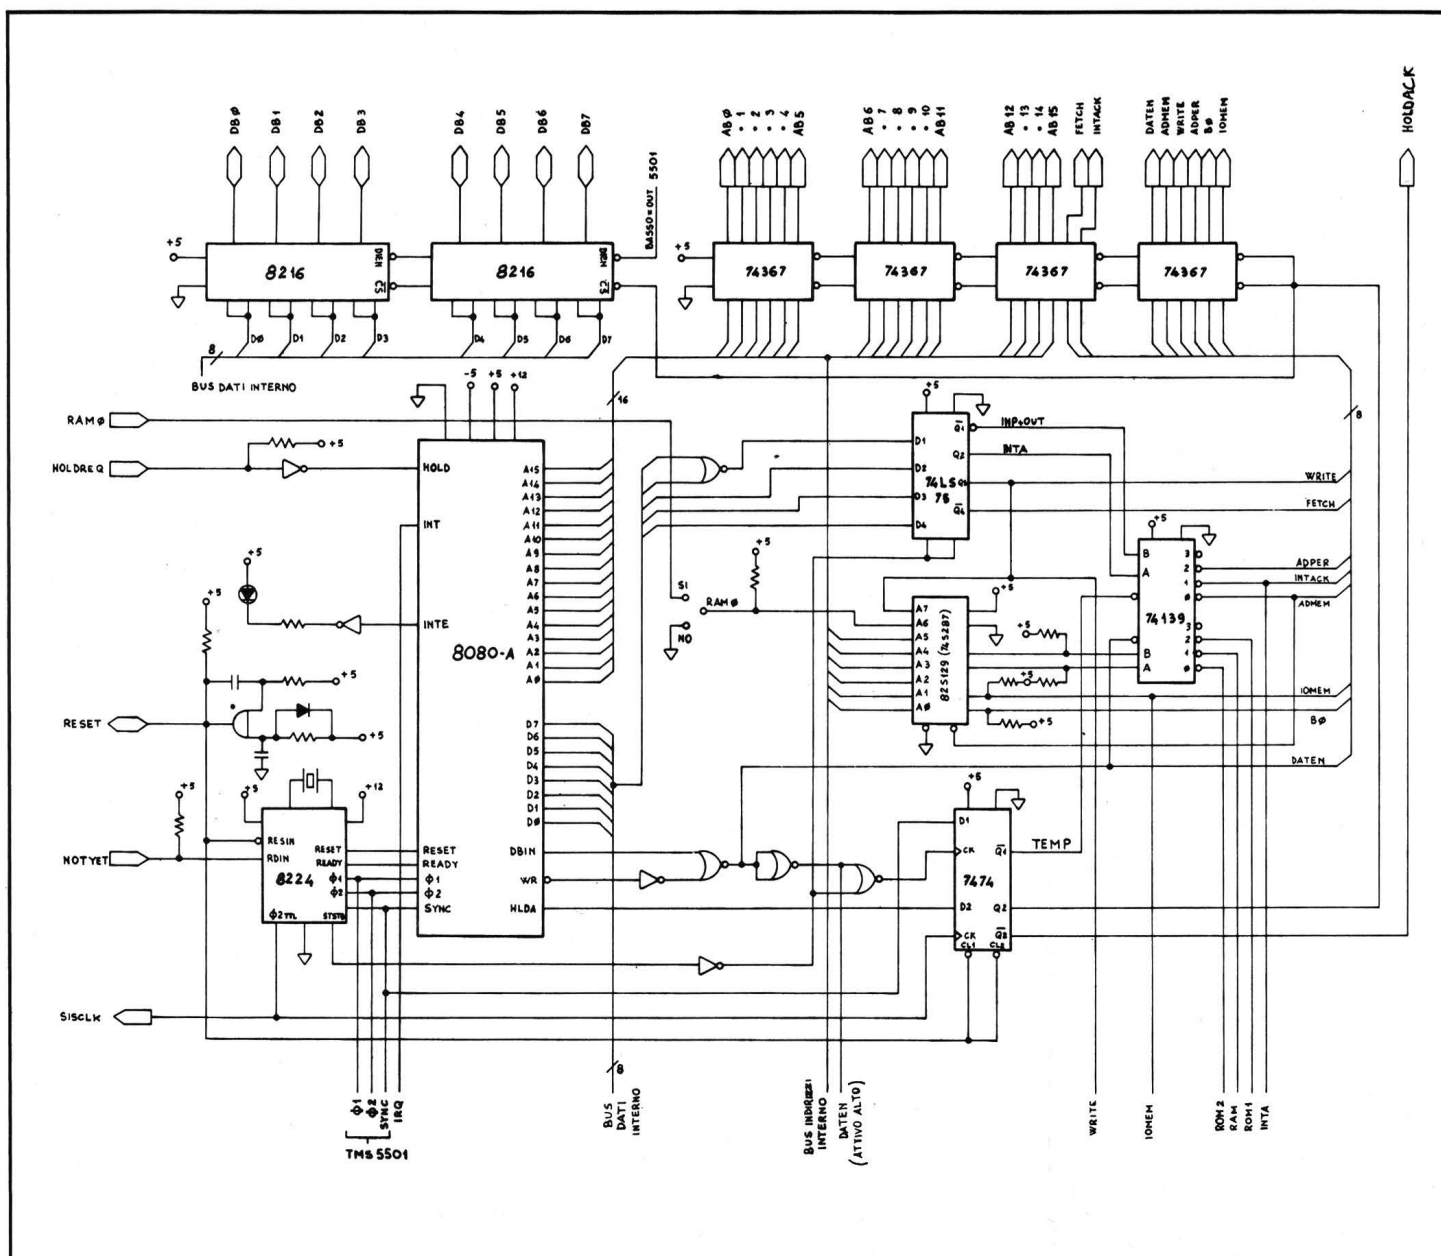 DBØ
DB1
DB2
DB3
DB4
DB5
DB6
DB7
BASSO=OUT 5501
ABØ
• 1
• 2
• 3
• 4
AB5
AB6
• 7
• 8
• 9
• 10
AB11
AB12
• 13
• 14
AB15
FETCH
INTACK
DATEN
ADMEM
WRITE
ADPER
BØ
IOMEM
HOLDACK
+5
8216
DIEN
CS
8216
DIEN
CS
+5
74367
74367
74367
74367
DØ
D1
D2
D3
D4
D5
D6
D7
8
BUS DATI INTERNO
-5
+5
+12
16
+5
8
RAMØ
HOLDREQ
+5
HOLD
INT
INTE
8080-A
A15
A14
A13
A12
A11
A10
A9
A8
A7
A6
A5
A4
A3
A2
A1
AØ
D7
D6
D5
D4
D3
D2
D1
DØ
DBIN
WR
HLDA
RESET
READY
Φ1
Φ2
SYNC
D1
D2
D3
D4
74LS
75
Q1
Q2
Q3
Q4
INP+OUT
INTA
WRITE
FETCH
+5
B
A
3
2
1
Ø
74139
3
2
1
Ø
B
A
ADPER
INTACK
ADMEM
IOMEM
BØ
DATEN
+5
SI
RAMØ
NO
A7
A6
A5
A4
A3
A2
A1
AØ
82S129 (74S287)
+5
+5
+5
+5
+5
+5
+5
+5
RESET
+5
+12
+5
NOTYET
RESIN
RDIN
8224
RESET
READY
Φ1
Φ2
Φ2TTL
STSTB
+5
D1
CK
Q1
7474
D2
Q2
CK
Q2
CL1
CL2
TEMP
SISCLK
Φ1
Φ2
SYNC
IRQ
TMS 5501
8
BUS
DATI
INTERNO
BUS INDIRIZZI
INTERNO
DATEN
(ATTIVO ALTO)
WRITE
IOMEM
ROM2
RAM
ROM1
INTA